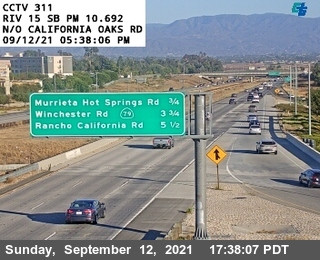 CCTV 311
RIV 15 SB PM 10.692
N/O CALIFORNIA OAKS RD
09/12/21 05:38:06 PM
Murrieta Hot Springs Rd 3/4
Winchester Rd 79 3 3/4
Rancho California Rd 5 1/2
Sunday, September 12, 2021 17:38:07 PDT